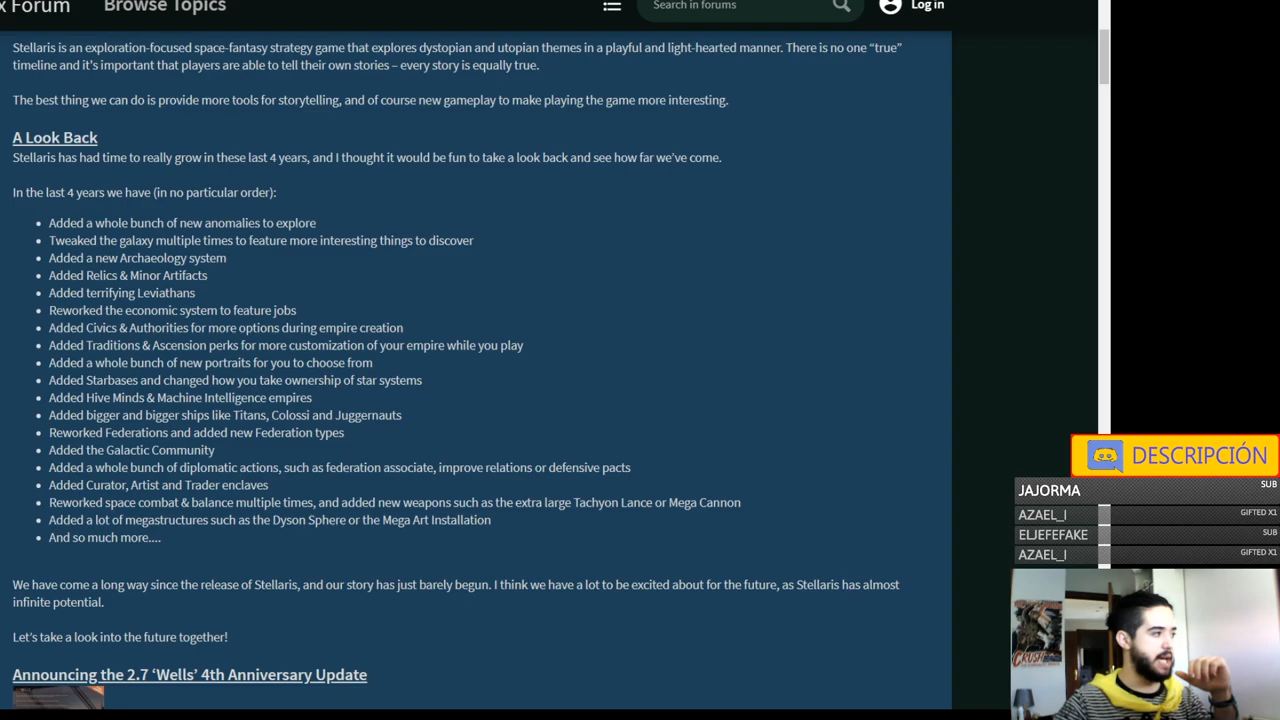 x Forum
Browse Topics
Search in forums
Log in
Stellaris is an exploration-focused space-fantasy strategy game that explores dystopian and utopian themes in a playful and light-hearted manner. There is no one “true”
timeline and it's important that players are able to tell their own stories – every story is equally true.
The best thing we can do is provide more tools for storytelling, and of course new gameplay to make playing the game more interesting.
A Look Back
Stellaris has had time to really grow in these last 4 years, and I thought it would be fun to take a look back and see how far we’ve come.
In the last 4 years we have (in no particular order):
• Added a whole bunch of new anomalies to explore
• Tweaked the galaxy multiple times to feature more interesting things to discover
• Added a new Archaeology system
• Added Relics & Minor Artifacts
• Added terrifying Leviathans
• Reworked the economic system to feature jobs
• Added Civics & Authorities for more options during empire creation
• Added Traditions & Ascension perks for more customization of your empire while you play
• Added a whole bunch of new portraits for you to choose from
• Added Starbases and changed how you take ownership of star systems
• Added Hive Minds & Machine Intelligence empires
• Added bigger and bigger ships like Titans, Colossi and Juggernauts
• Reworked Federations and added new Federation types
• Added the Galactic Community
• Added a whole bunch of diplomatic actions, such as federation associate, improve relations or defensive pacts
• Added Curator, Artist and Trader enclaves
• Reworked space combat & balance multiple times, and added new weapons such as the extra large Tachyon Lance or Mega Cannon
• Added a lot of megastructures such as the Dyson Sphere or the Mega Art Installation
• And so much more....
We have come a long way since the release of Stellaris, and our story has just barely begun. I think we have a lot to be excited about for the future, as Stellaris has almost
infinite potential.
Let’s take a look into the future together!
Announcing the 2.7 ‘Wells’ 4th Anniversary Update
DESCRIPCIÓN
JAJORMA SUB
AZAEL_I GIFTED X1
ELJEFEFAKE SUB
AZAEL_I GIFTED X1
CRUSH